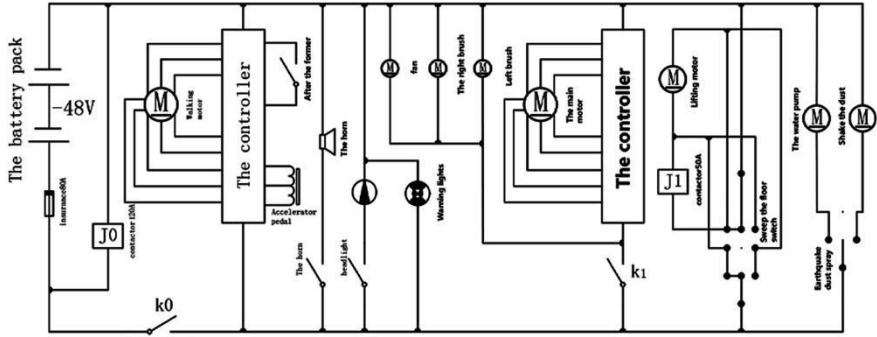 The battery pack
-48V
insurance80A
J0
contactor120A
k0
M
Walking
motor
The controller
After the former
Accelerator
pedal
The horn
The horn
headlight
Warning lights
M
fan
M
The right brush
M
Left brush
M
The main
motor
The controller
k1
M
Lifting motor
J1
contactor50A
Sweep the floor
switch
The water pump
M
Shake the dust
M
Earthquake
dust spray